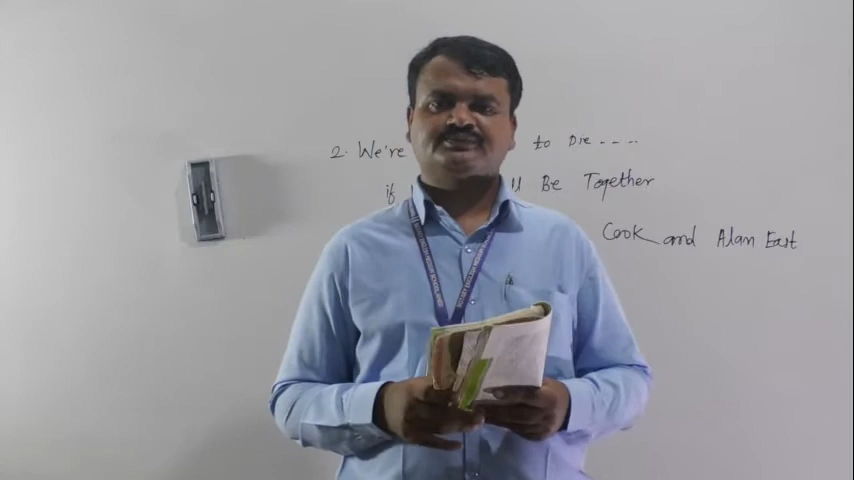 2. We're to Die ....
if Be Together
Cook and Alan East